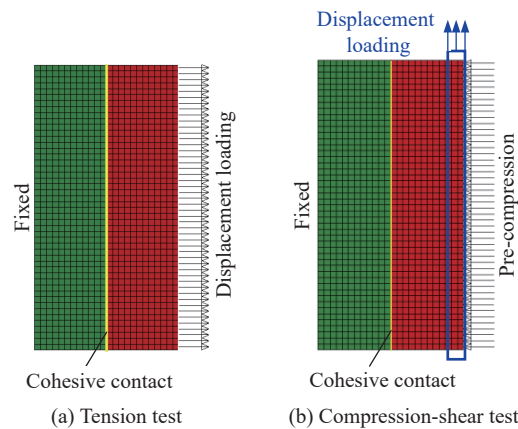 Displacement
loading
Fixed
Displacement loading
Cohesive contact
(a) Tension test
Fixed
Pre-compression
Cohesive contact
(b) Compression-shear test